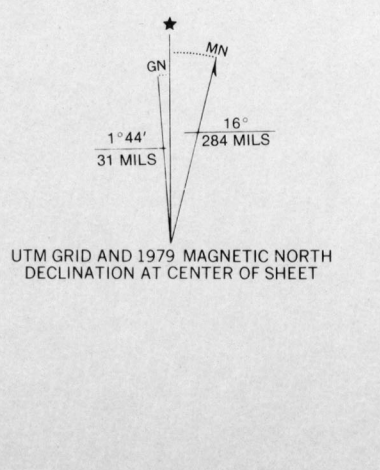 ★
MN
GN
1°44′
31 MILS
16°
284 MILS
UTM GRID AND 1979 MAGNETIC NORTH
DECLINATION AT CENTER OF SHEET